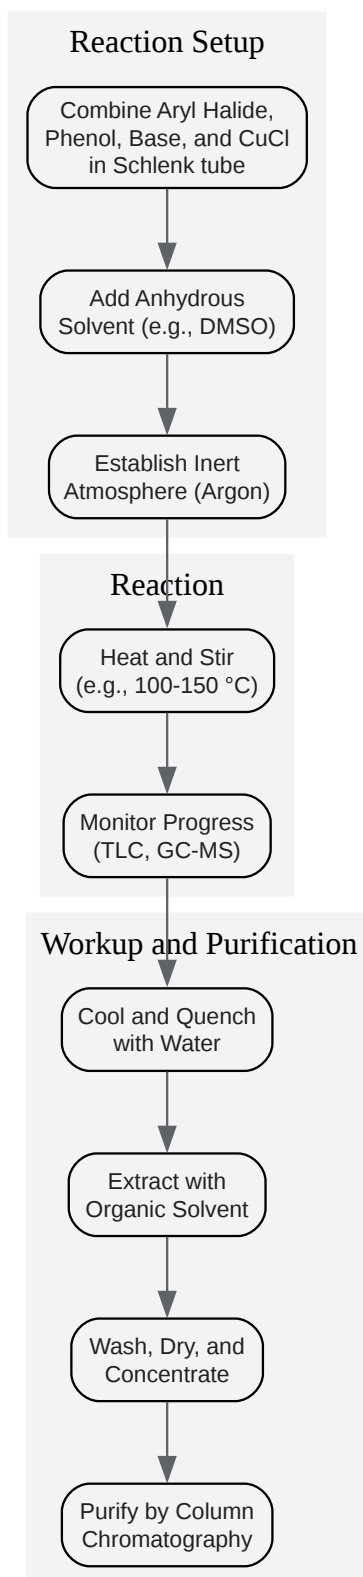 Reaction Setup
Combine Aryl Halide,
Phenol, Base, and CuCl
in Schlenk tube
Add Anhydrous
Solvent (e.g., DMSO)
Establish Inert
Atmosphere (Argon)
Reaction
Heat and Stir
(e.g., 100-150 °C)
Monitor Progress
(TLC, GC-MS)
Workup and Purification
Cool and Quench
with Water
Extract with
Organic Solvent
Wash, Dry, and
Concentrate
Purify by Column
Chromatography